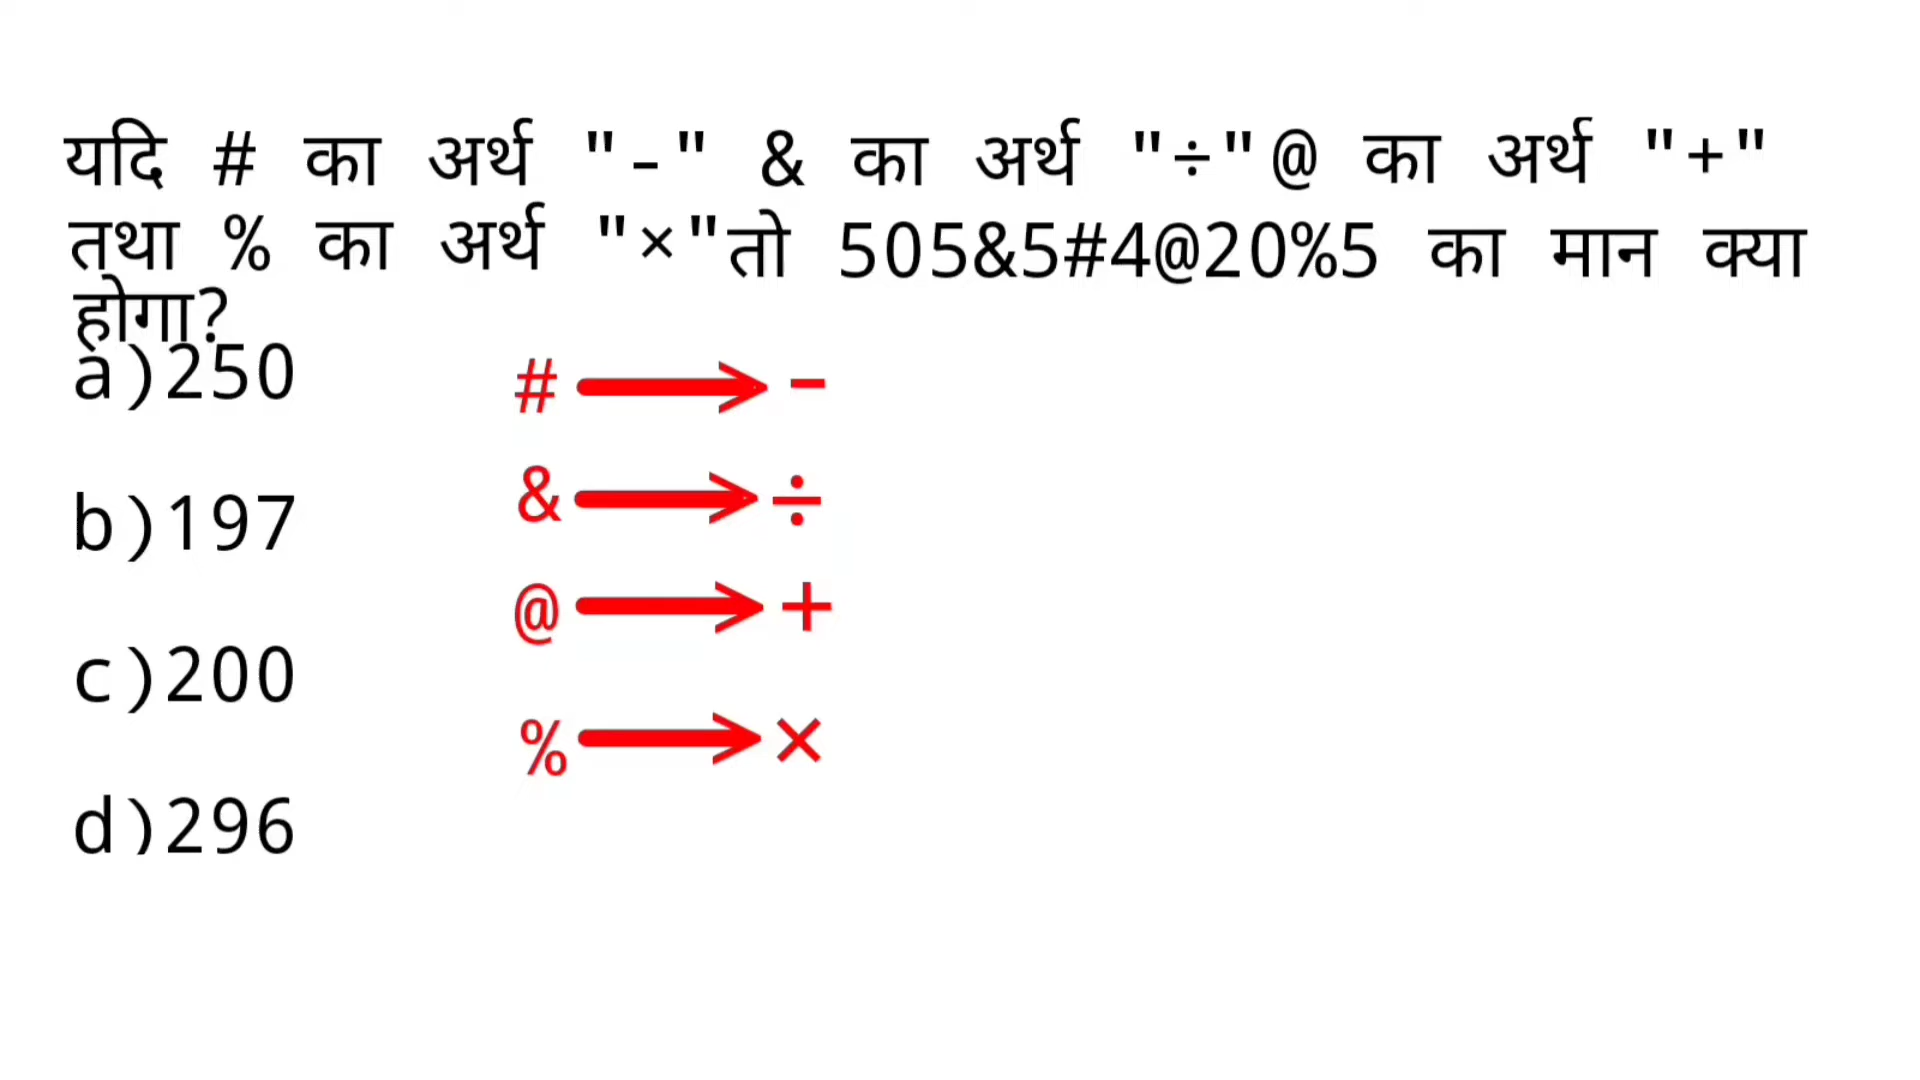 यदि # का अर्थ "-" & का अर्थ "÷"@ का अर्थ "+"
तथा % का अर्थ "×"तो 505&5#4@20%5 का मान क्या
होगा?
a)250
# -
b)197
& ÷
@ +
c)200
% ×
d)296